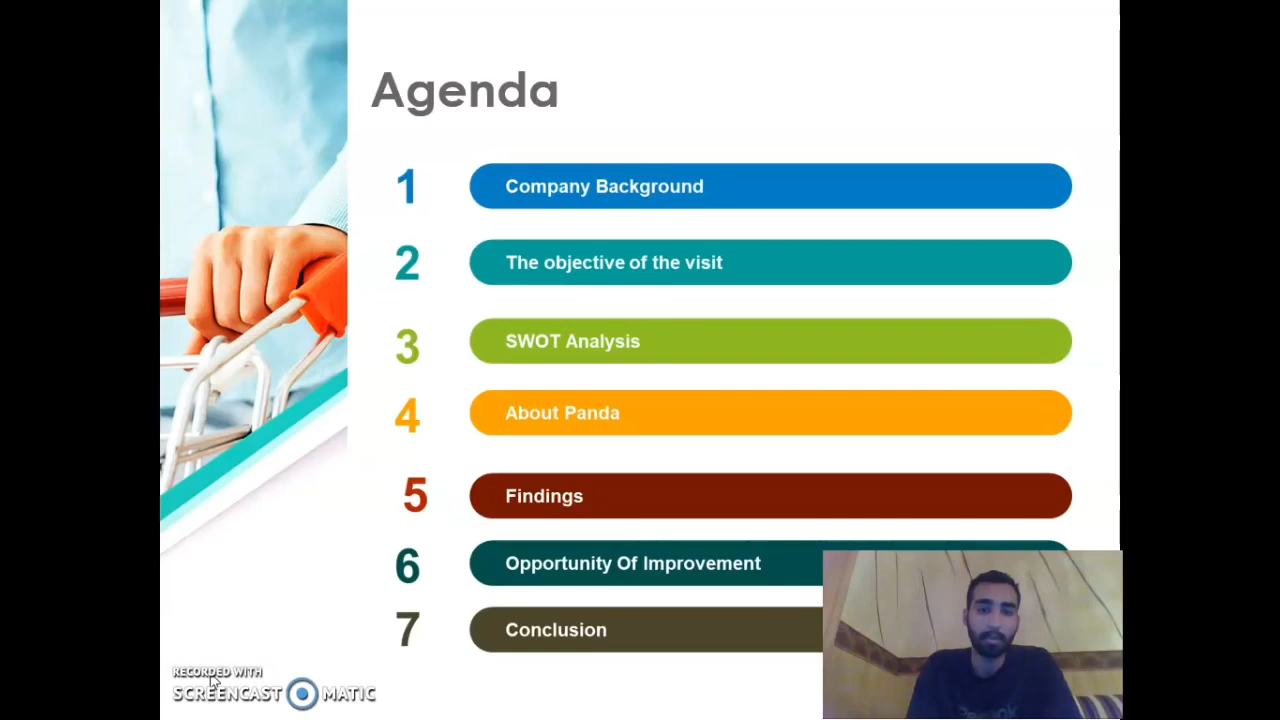 Agenda
1 Company Background
2 The objective of the visit
3 SWOT Analysis
4 About Panda
5 Findings
6 Opportunity Of Improvement
7 Conclusion
RECORDED WITH
SCREENCAST MATIC